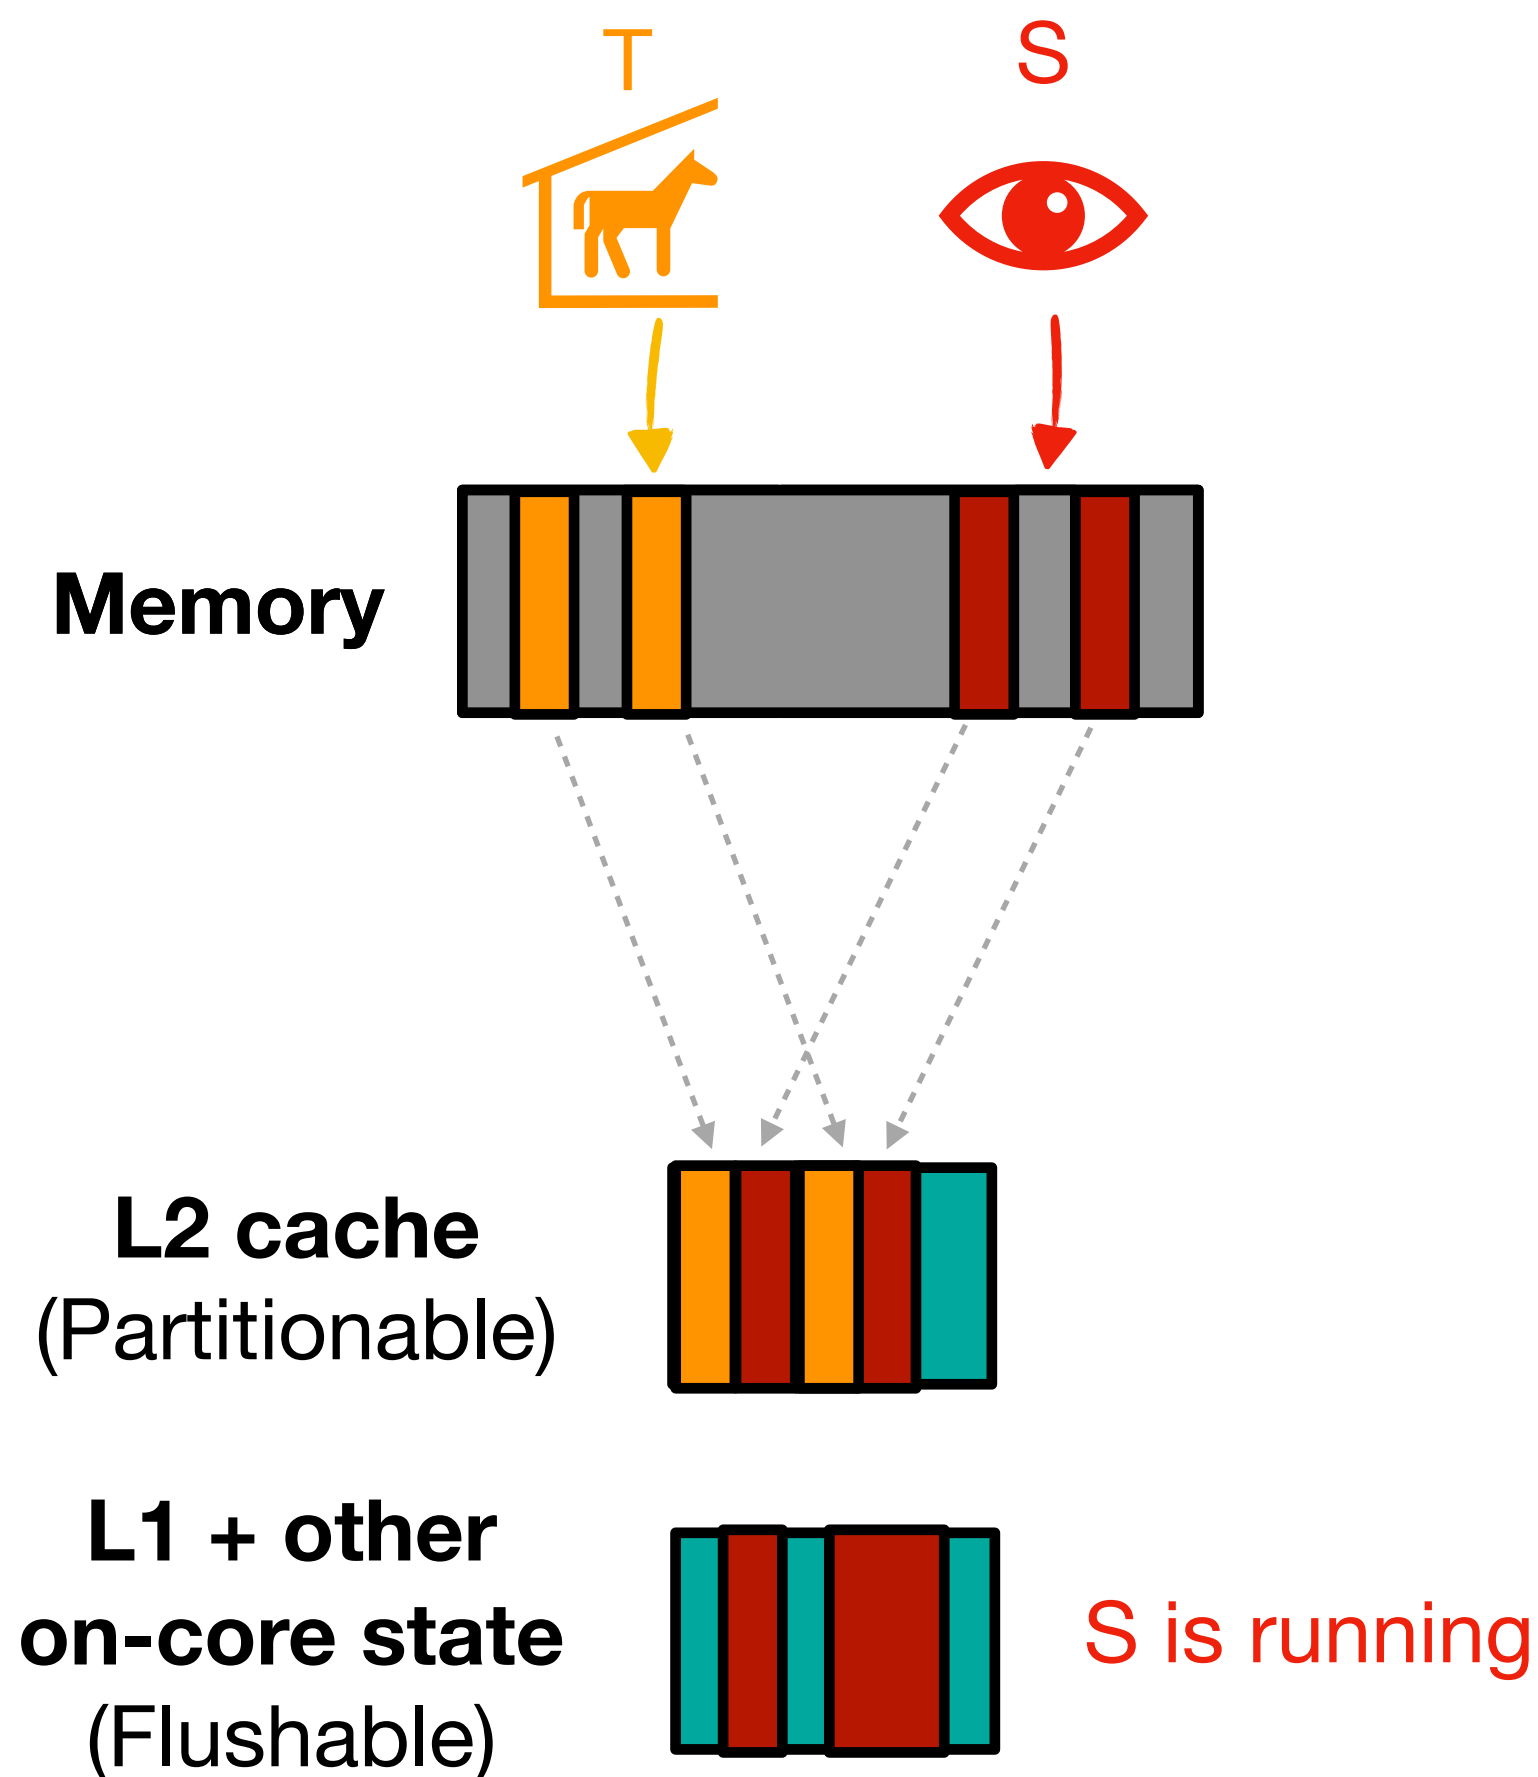 T
S
Memory
L2 cache
(Partitionable)
L1 + other
on-core state
(Flushable)
S is running